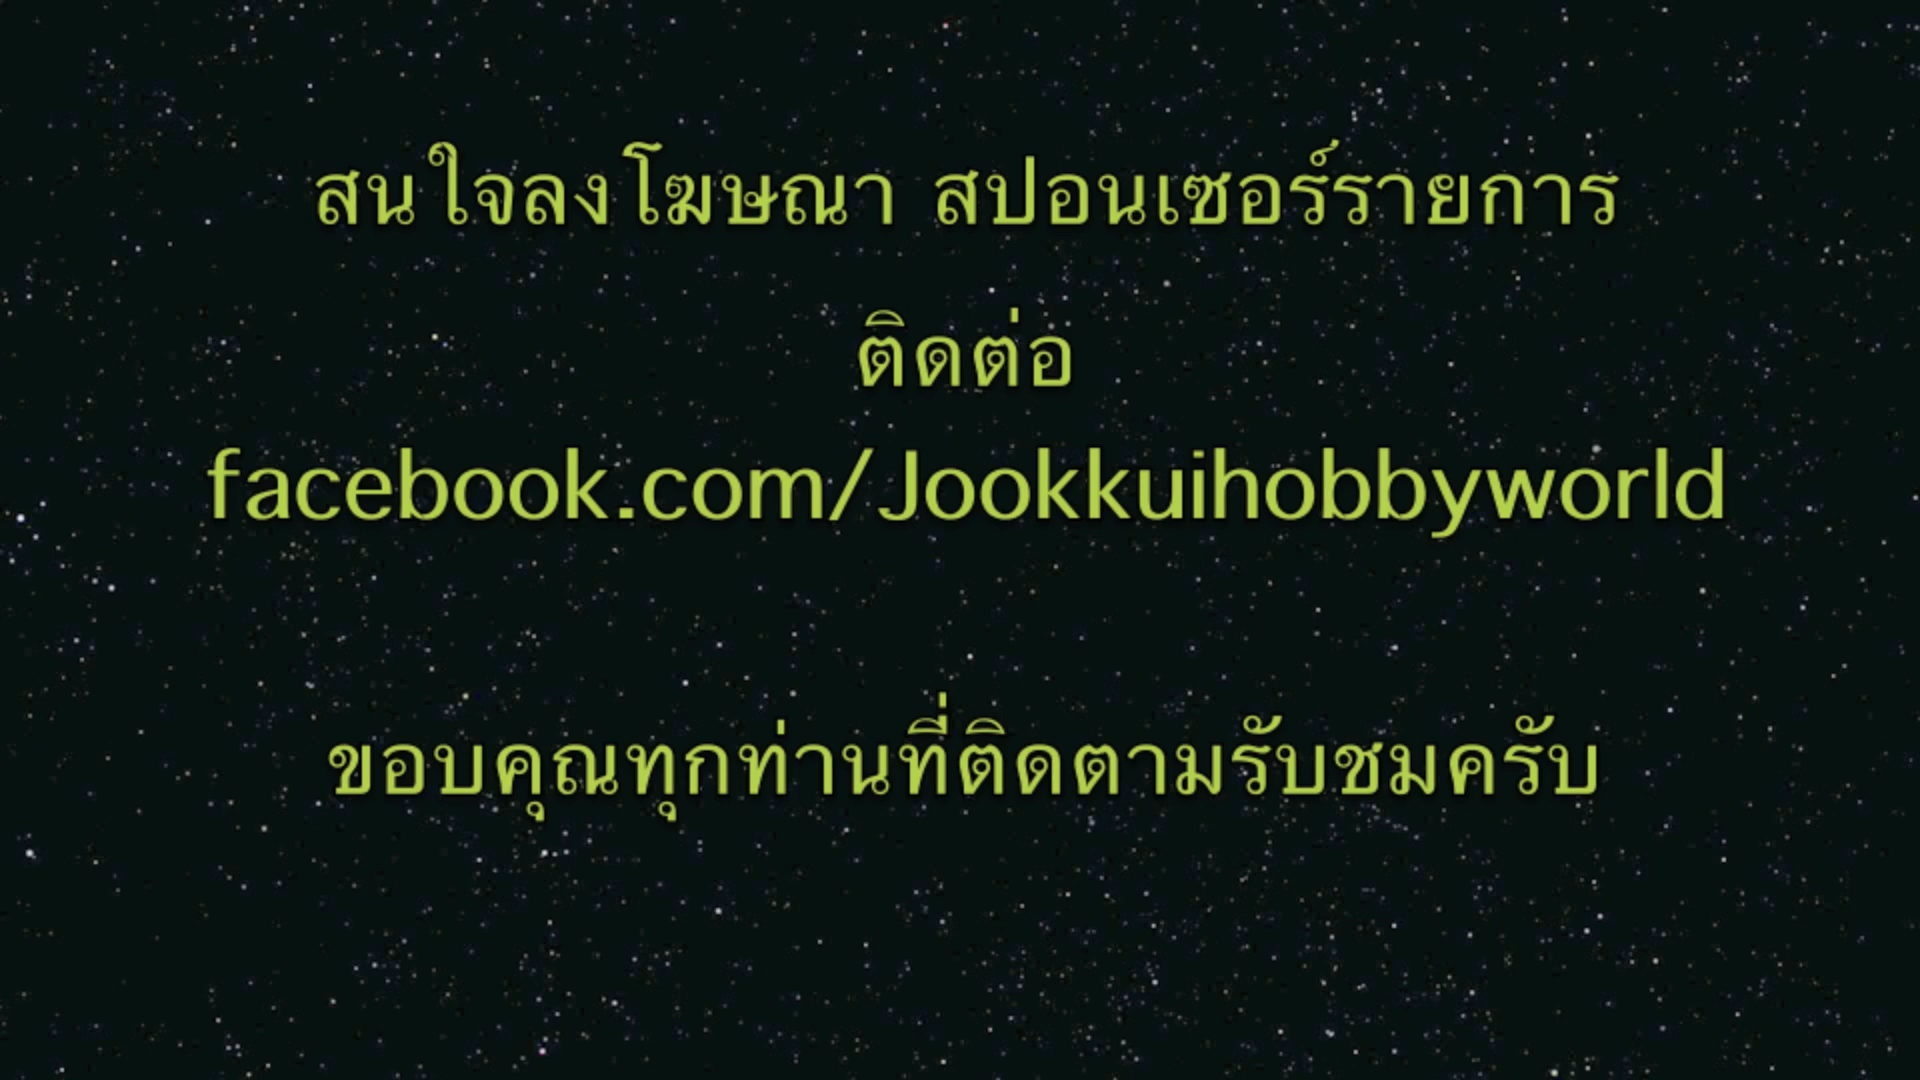 สนใจลงโฆษณา สปอนเซอร์รายการ
ติดต่อ
facebook.com/Jookkuihobbyworld
ขอบคุณทุกท่านที่ติดตามรับชมครับ